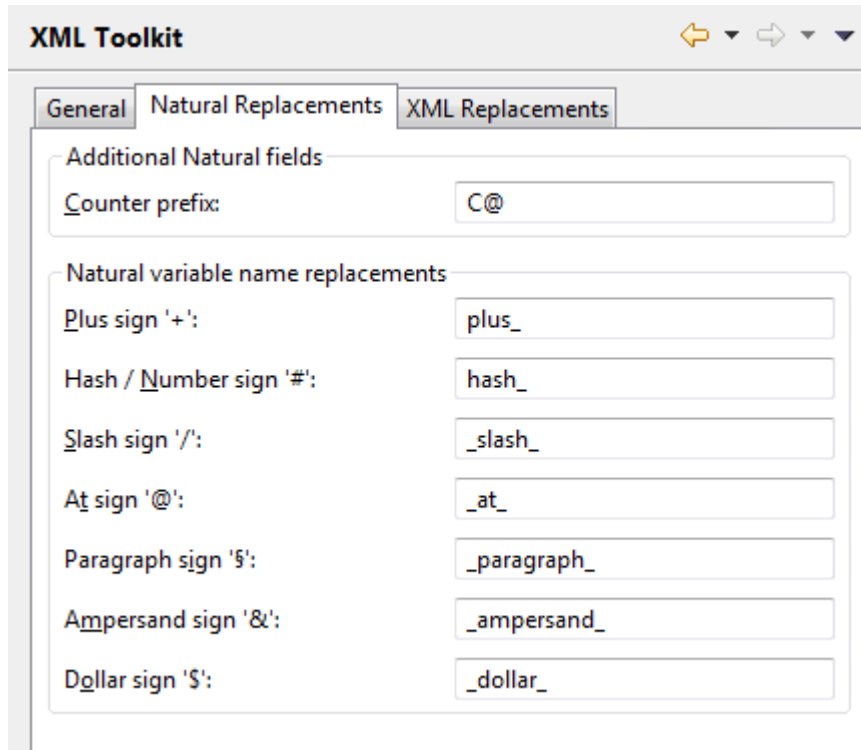 XML Toolkit
General Natural Replacements XML Replacements
Additional Natural fields
Counter prefix: C@
Natural variable name replacements
Plus sign '+': plus_
Hash / Number sign '#': hash_
Slash sign '/': _slash_
At sign '@': _at_
Paragraph sign '§': _paragraph_
Ampersand sign '&': _ampersand_
Dollar sign '$': _dollar_